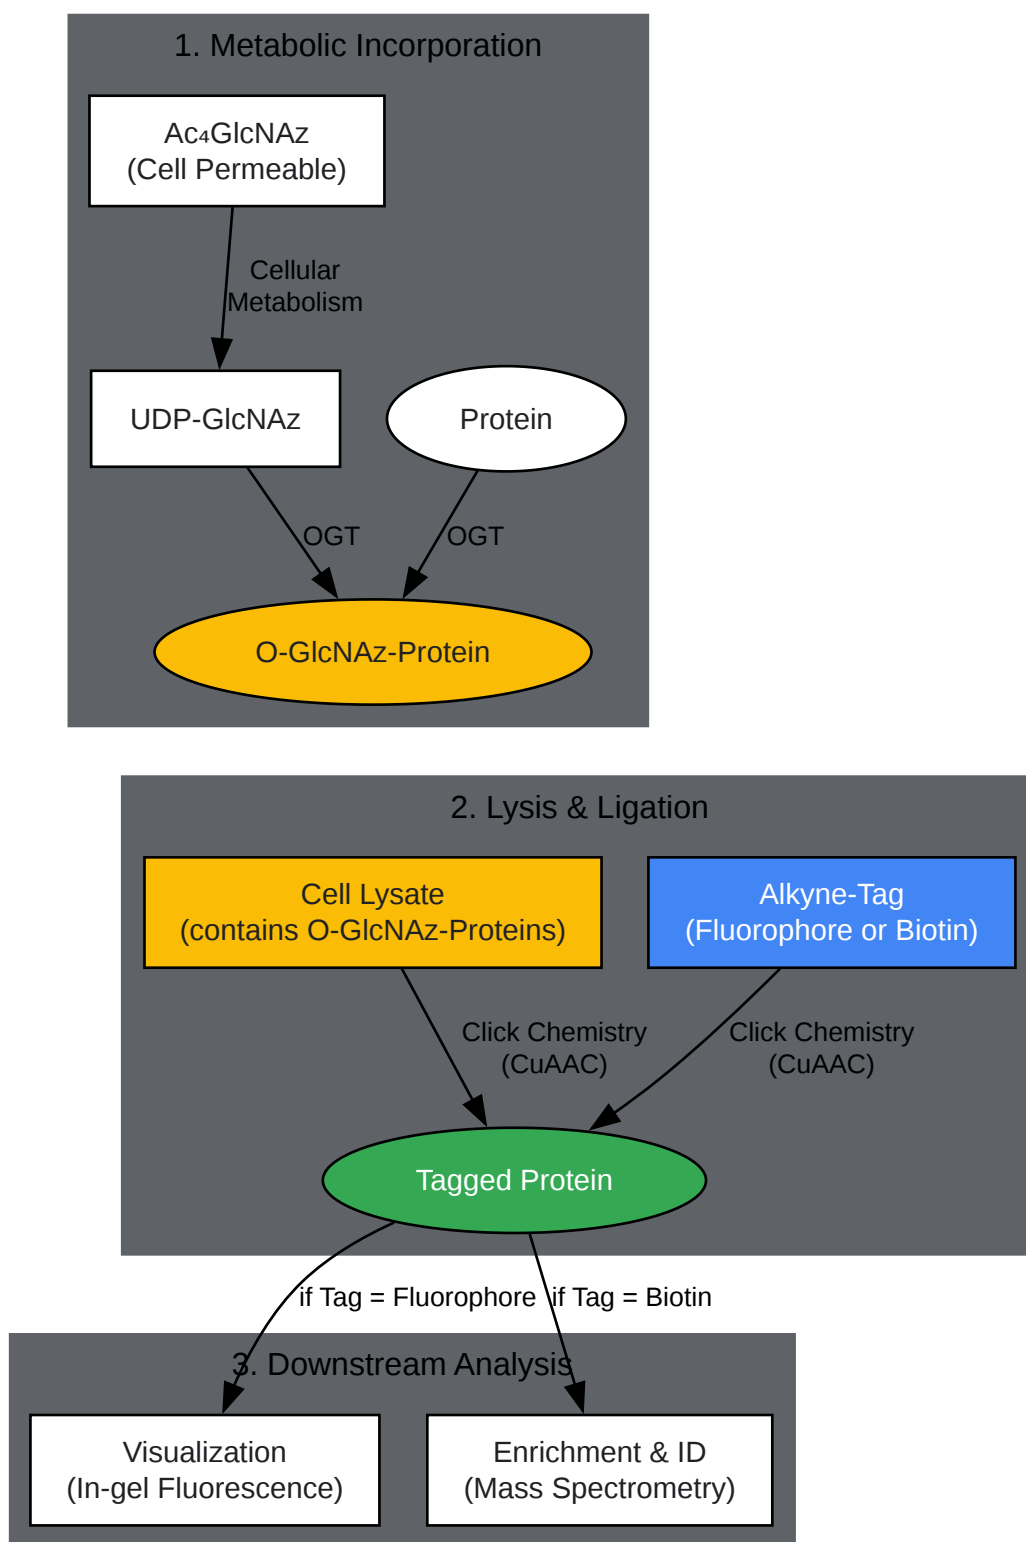 1. Metabolic Incorporation
Ac₄GlcNAz
(Cell Permeable)
Cellular
Metabolism
UDP-GlcNAz
Protein
OGT
OGT
O-GlcNAz-Protein
2. Lysis & Ligation
Cell Lysate
(contains O-GlcNAz-Proteins)
Alkyne-Tag
(Fluorophore or Biotin)
Click Chemistry
(CuAAC)
Click Chemistry
(CuAAC)
Tagged Protein
if Tag = Fluorophore
if Tag = Biotin
3. Downstream Analysis
Visualization
(In-gel Fluorescence)
Enrichment & ID
(Mass Spectrometry)